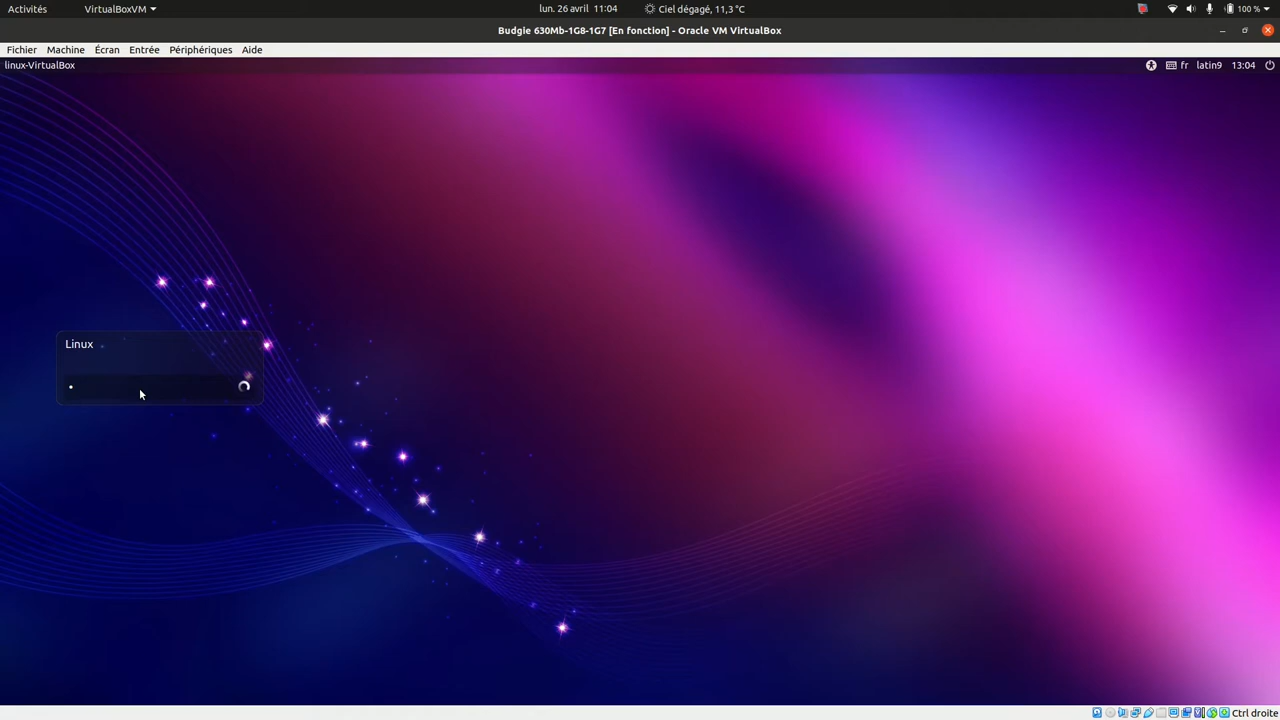 Activités VirtualBoxVM lun. 26 avril 11:04 Ciel dégagé, 11,3 °C 100 %
Budgie 630Mb-1G8-1G7 [En fonction] - Oracle VM VirtualBox
Fichier Machine Écran Entrée Périphériques Aide
linux-VirtualBox fr latin9 13:04
Linux
Ctrl droite